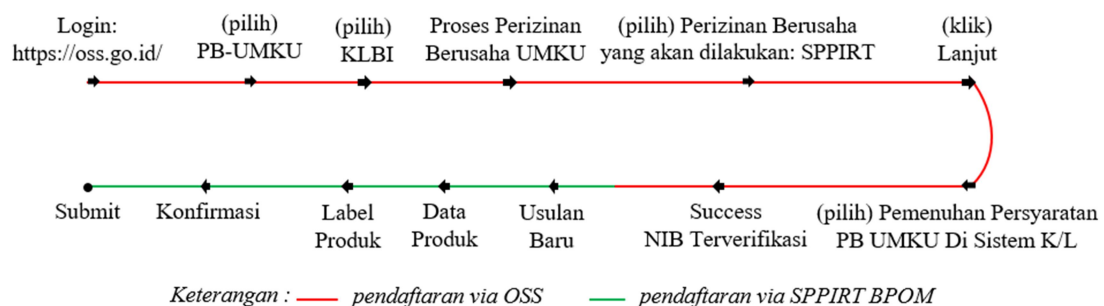 Login:
https://oss.go.id/
(pilih)
PB-UMKU
(pilih)
KLBI
Proses Perizinan
Berusaha UMKU
(pilih) Perizinan Berusaha
yang akan dilakukan: SPPIRT
(klik)
Lanjut
(pilih) Pemenuhan Persyaratan
PB UMKU Di Sistem K/L
Success
NIB Terverifikasi
Usulan
Baru
Data
Produk
Label
Produk
Konfirmasi
Submit
Keterangan :
pendaftaran via OSS
pendaftaran via SPPIRT BPOM